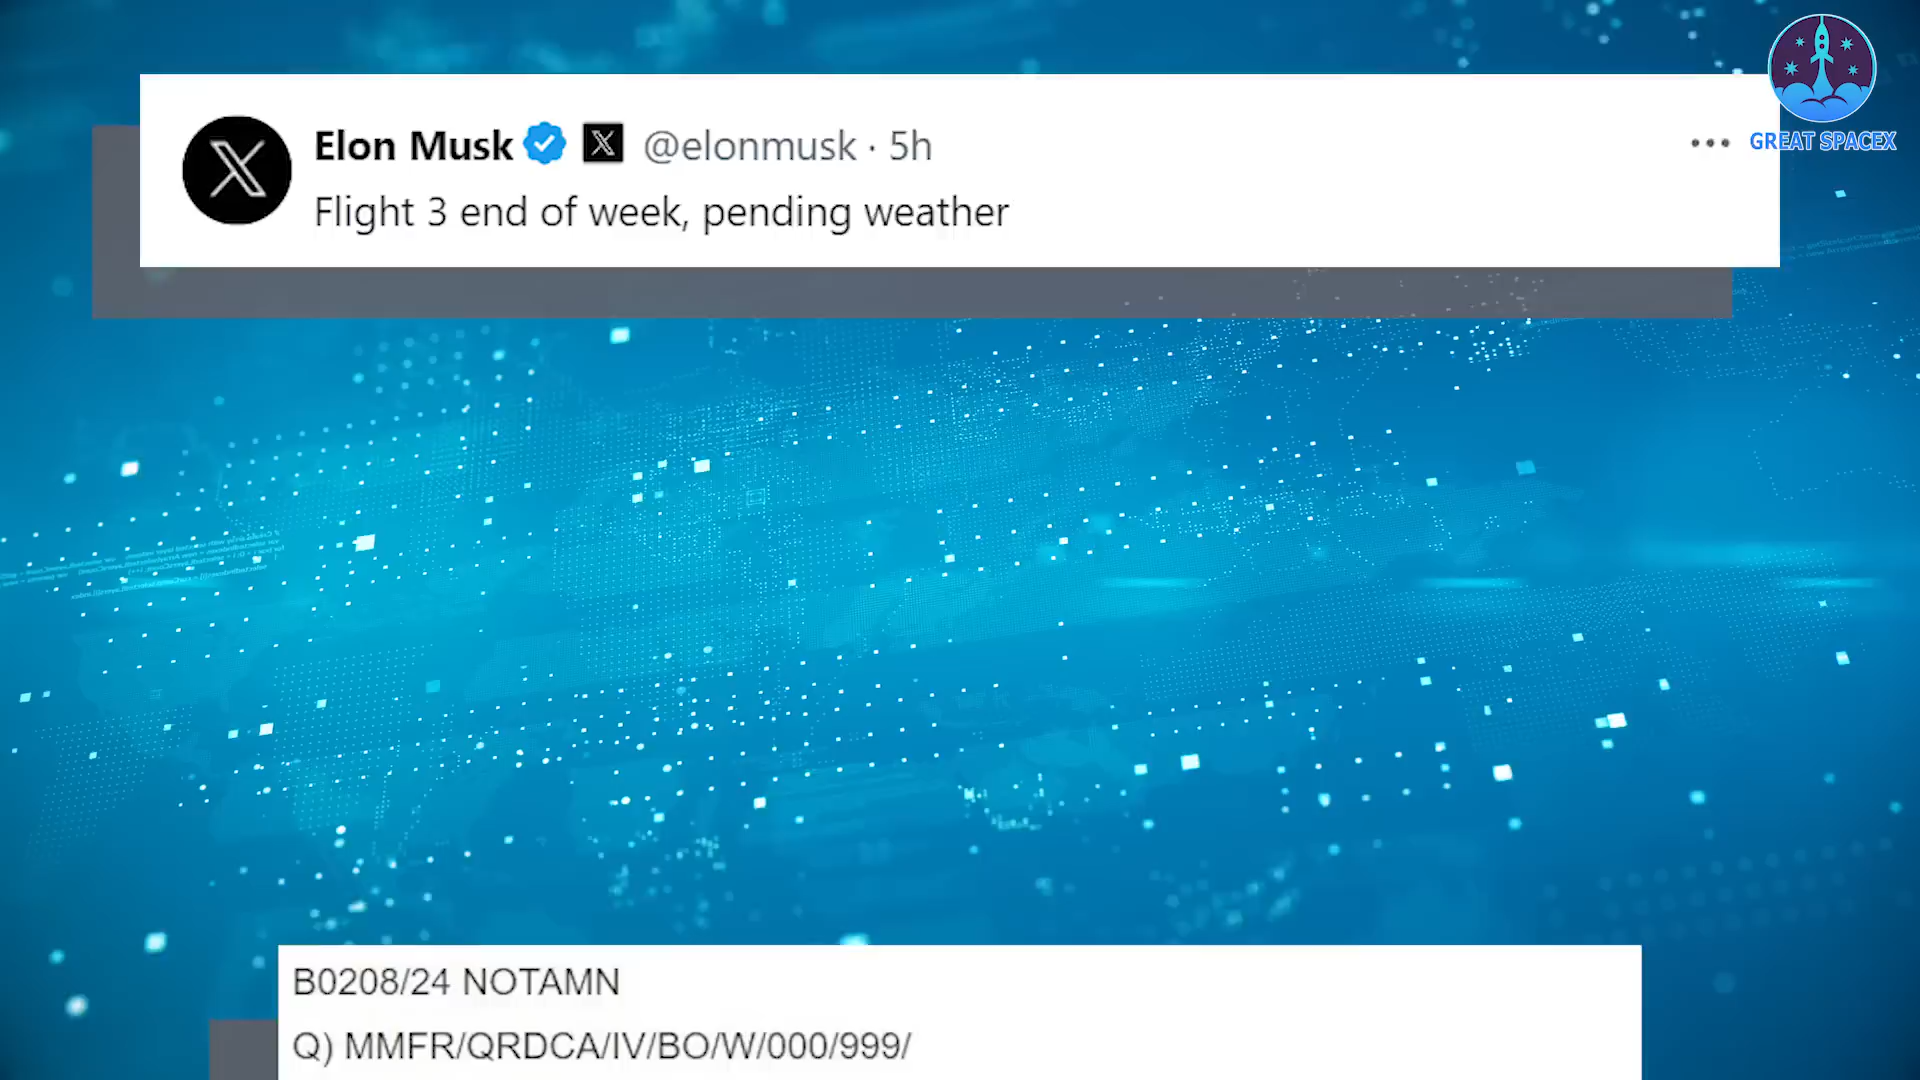 Elon Musk @elonmusk · 5h
Flight 3 end of week, pending weather
GREAT SPACEX
B0208/24 NOTAMN
Q) MMFR/QRDCA/IV/BO/W/000/999/